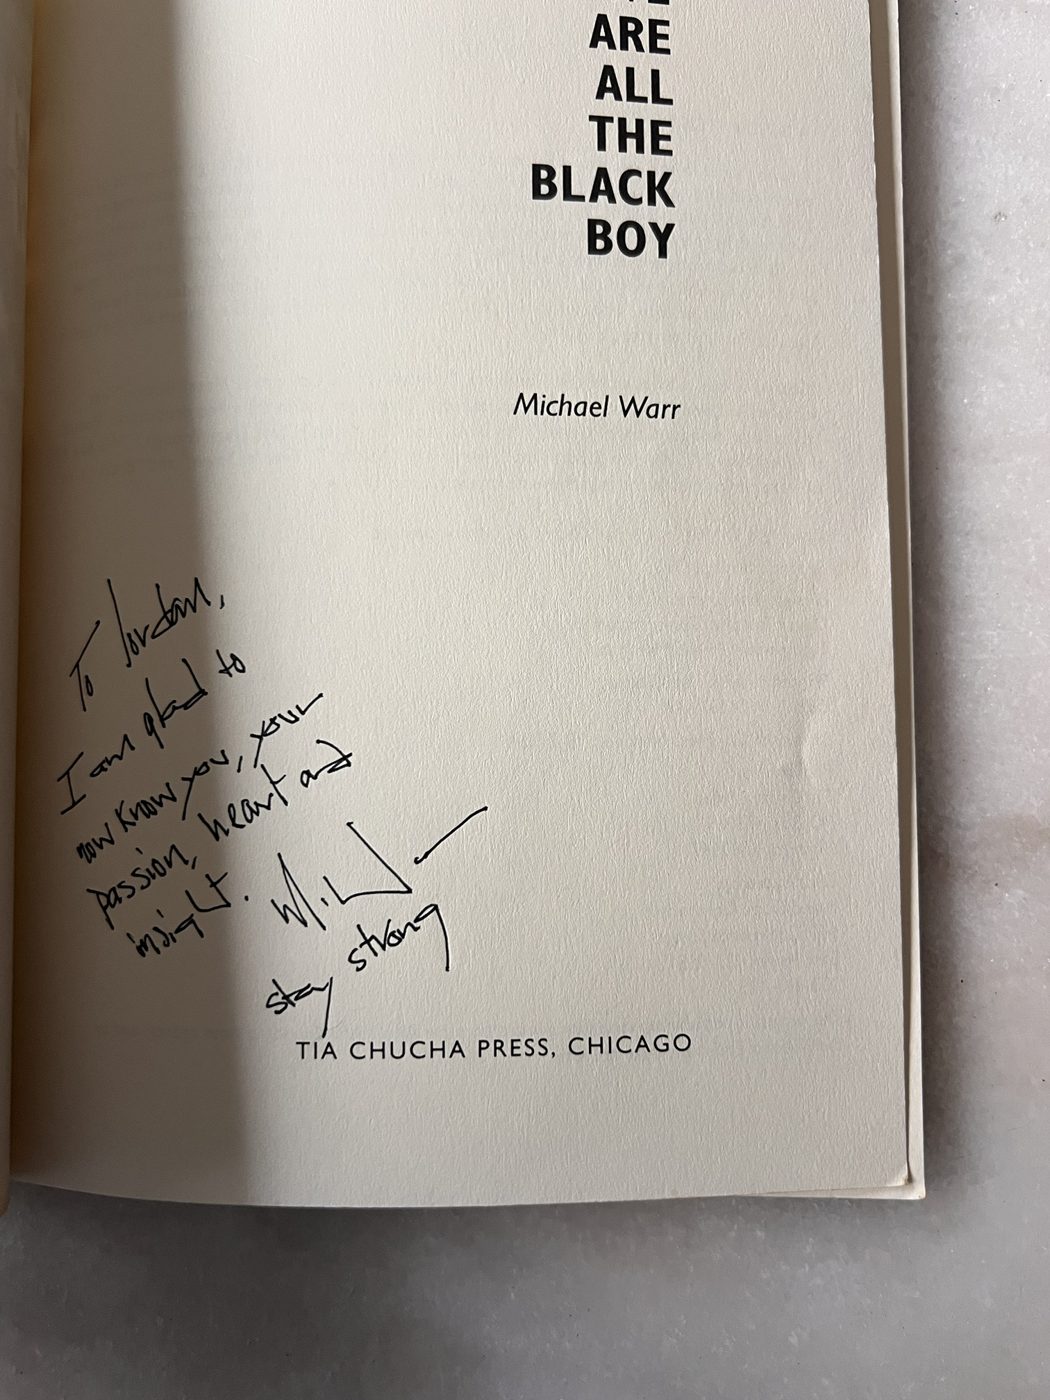 ARE
ALL
THE
BLACK
BOY
Michael Warr
To Jordan,
I am glad to
now know you, your
passion, heart and
insight.
stay strong
TIA CHUCHA PRESS, CHICAGO